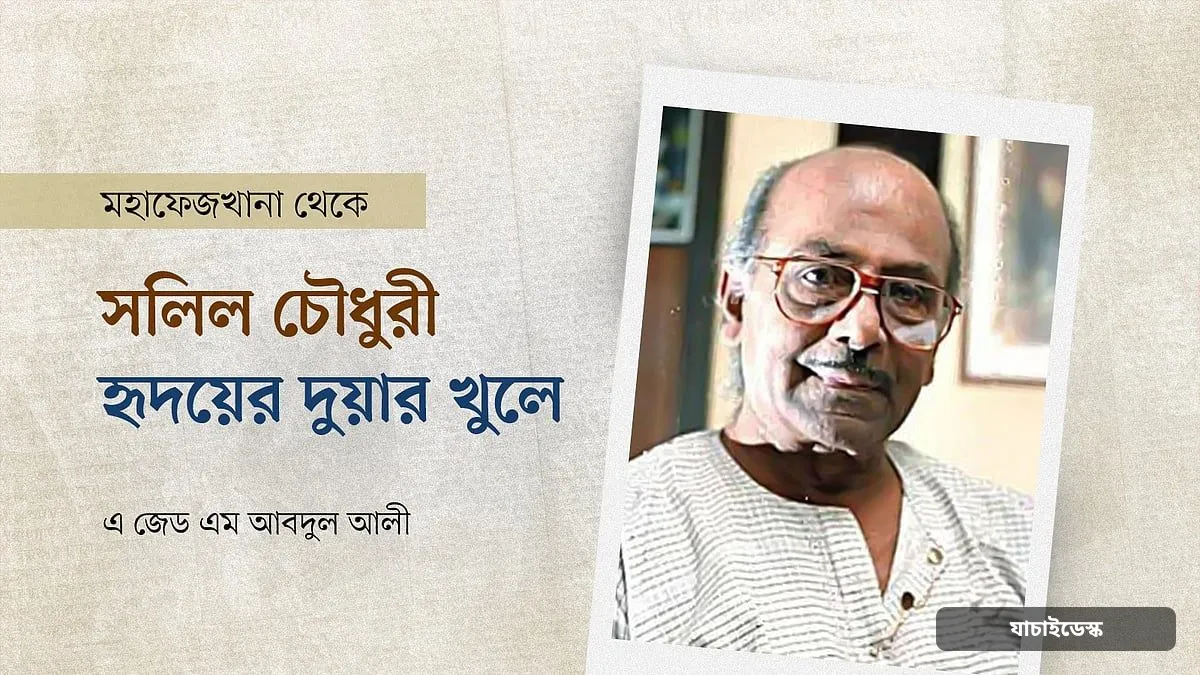 মহাফেজখানা থেকে
সলিল চৌধুরী
হৃদয়ের দুয়ার খুলে
এ জেড এম আবদুল আলী
যাচাইডেস্ক